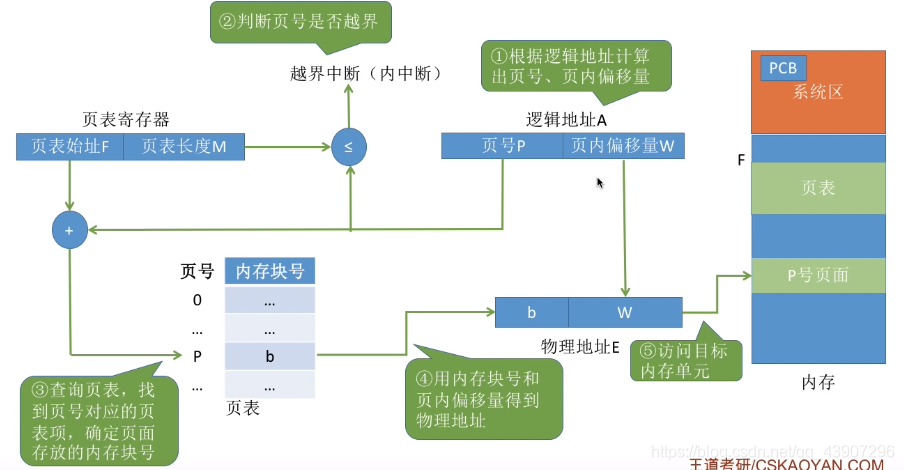 ②判断页号是否越界
越界中断（内中断）
①根据逻辑地址计算
出页号、页内偏移量
PCB
系统区
页表寄存器
逻辑地址A
页表始址F
页表长度M
≤
页号P
页内偏移量W
F
页表
+
页号
内存块号
0
...
...
...
P
b
...
...
页表
P号页面
b
W
物理地址E
③查询页表，找
到页号对应的页
表项，确定页面
存放的内存块号
④用内存块号和
页内偏移量得到
物理地址
⑤访问目标
内存单元
内存
https://blog.csdn.net/qq_43907296
王道考研/CSKAOYAN.COM